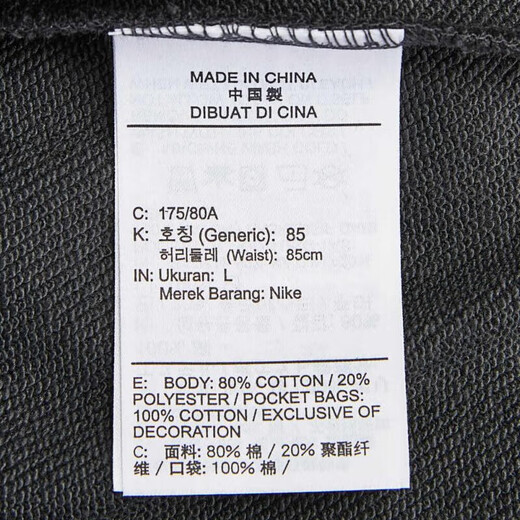 MADE IN CHINA
中国製
DIBUAT DI CINA
C: 175/80A
K: 호칭 (Generic): 85
허리둘레 (Waist): 85cm
IN: Ukuran: L
Merek Barang: Nike
E: BODY: 80% COTTON / 20%
POLYESTER / POCKET BAGS:
100% COTTON / EXCLUSIVE OF
DECORATION
C: 面料: 80% 棉 / 20% 聚酯纤
维 / 口袋: 100% 棉 /